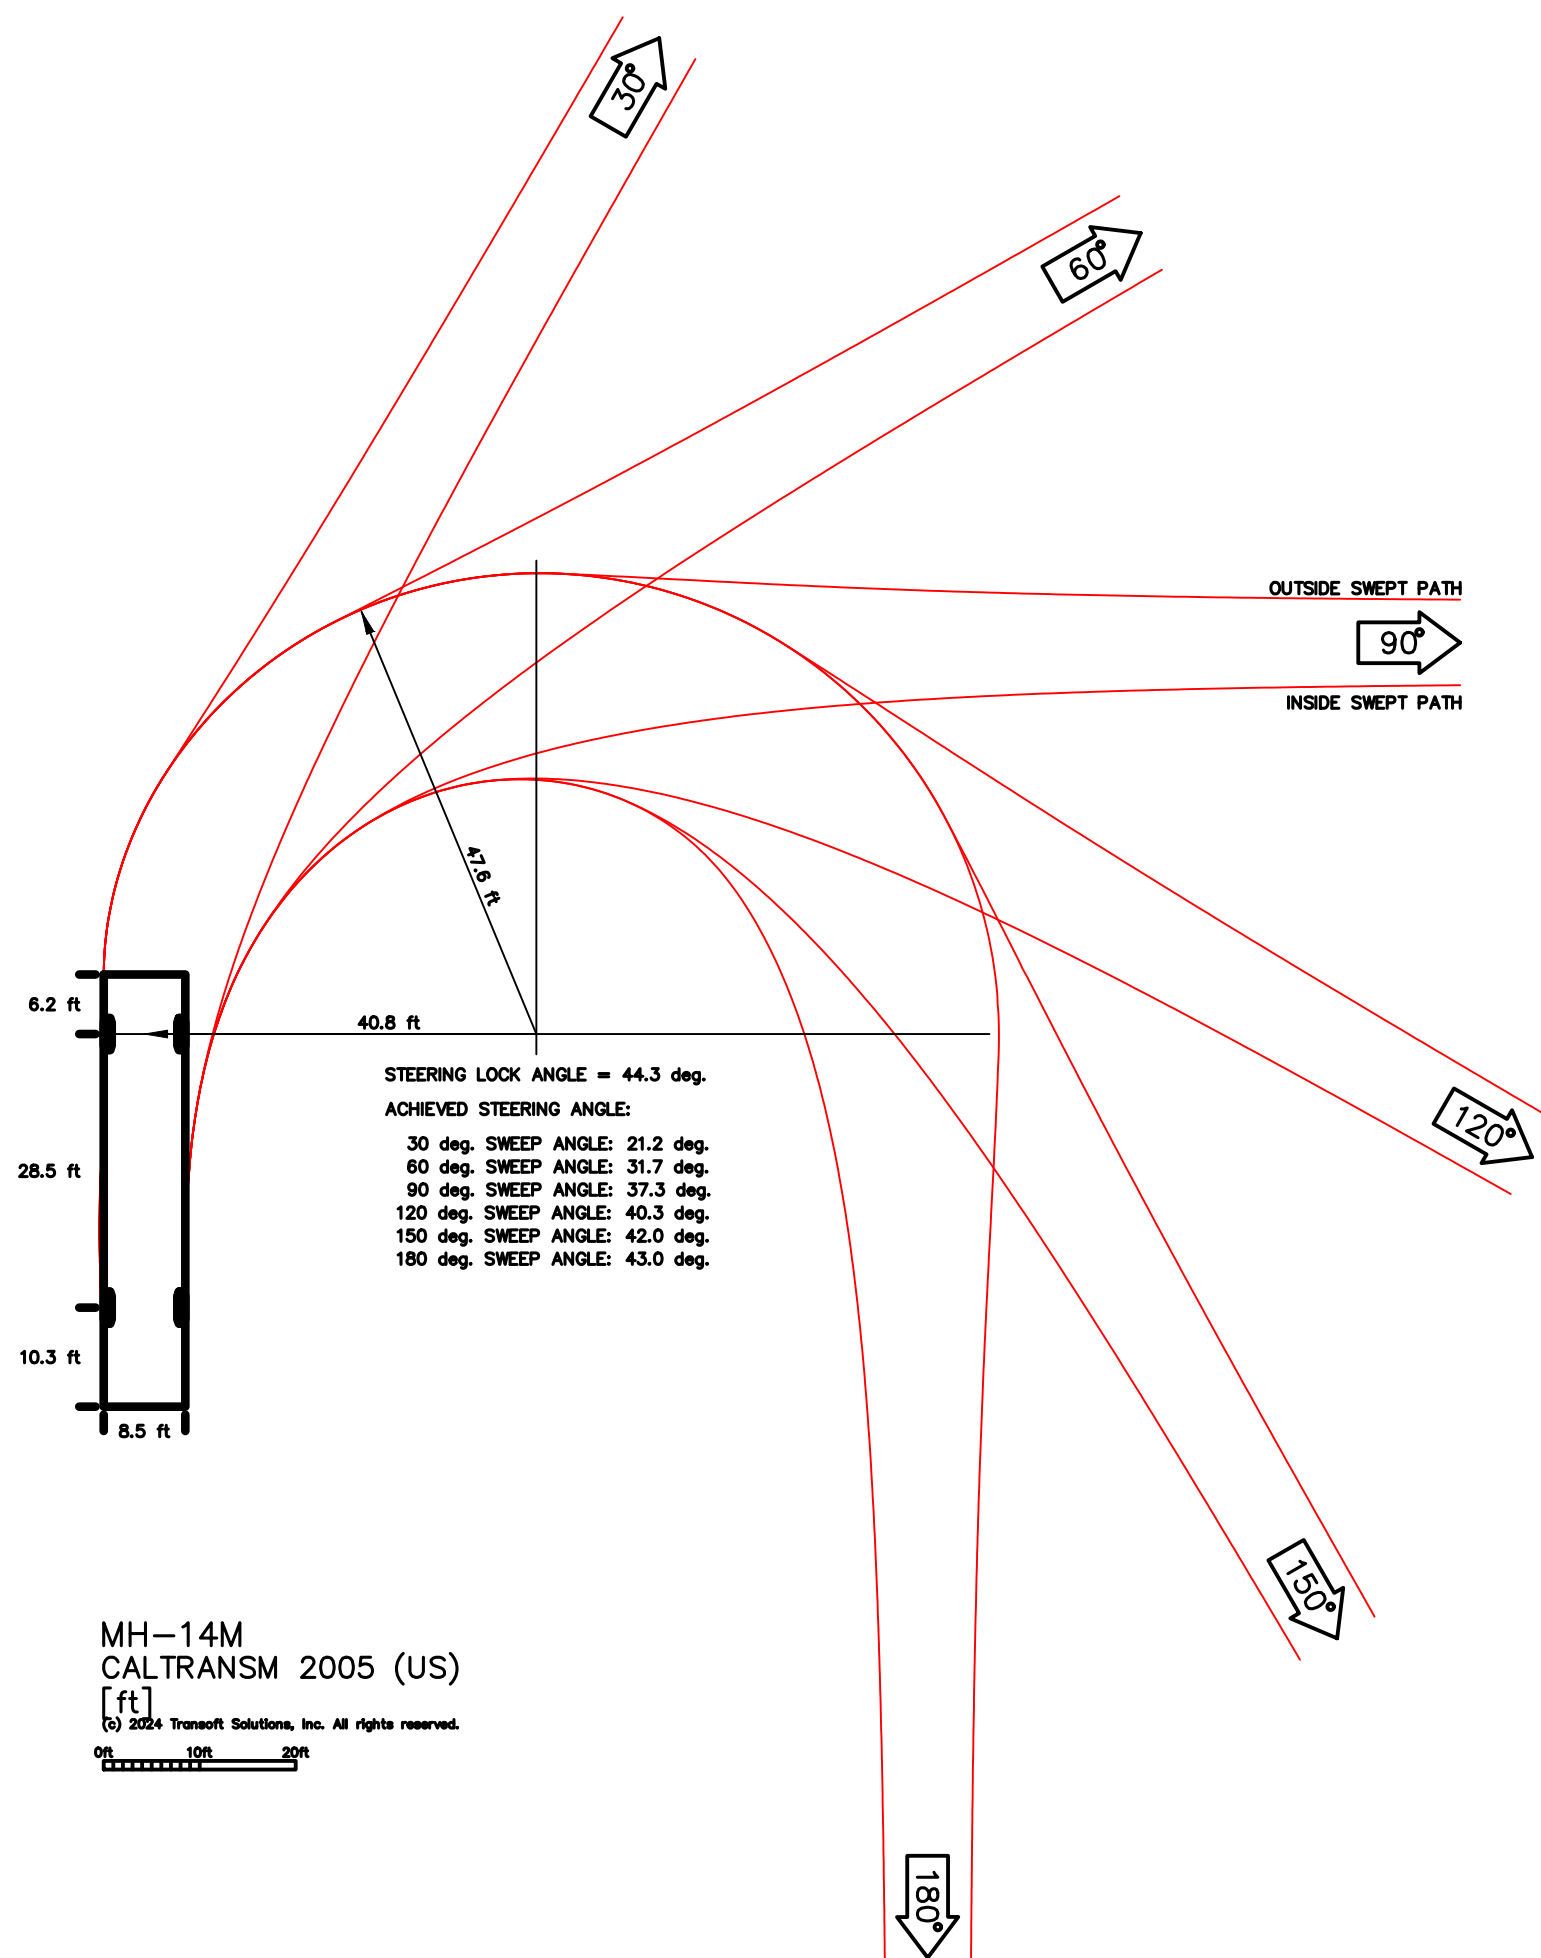 30°
60°
OUTSIDE SWEPT PATH
90°
INSIDE SWEPT PATH
47.6 ft
6.2 ft
40.8 ft
STEERING LOCK ANGLE = 44.3 deg.
ACHIEVED STEERING ANGLE:
30 deg. SWEEP ANGLE: 21.2 deg.
60 deg. SWEEP ANGLE: 31.7 deg.
90 deg. SWEEP ANGLE: 37.3 deg.
120 deg. SWEEP ANGLE: 40.3 deg.
150 deg. SWEEP ANGLE: 42.0 deg.
180 deg. SWEEP ANGLE: 43.0 deg.
120°
28.5 ft
10.3 ft
8.5 ft
150°
MH-14M
CALTRANSM 2005 (US)
[ft]
(c) 2024 Transoft Solutions, Inc. All rights reserved.
0ft 10ft 20ft
180°